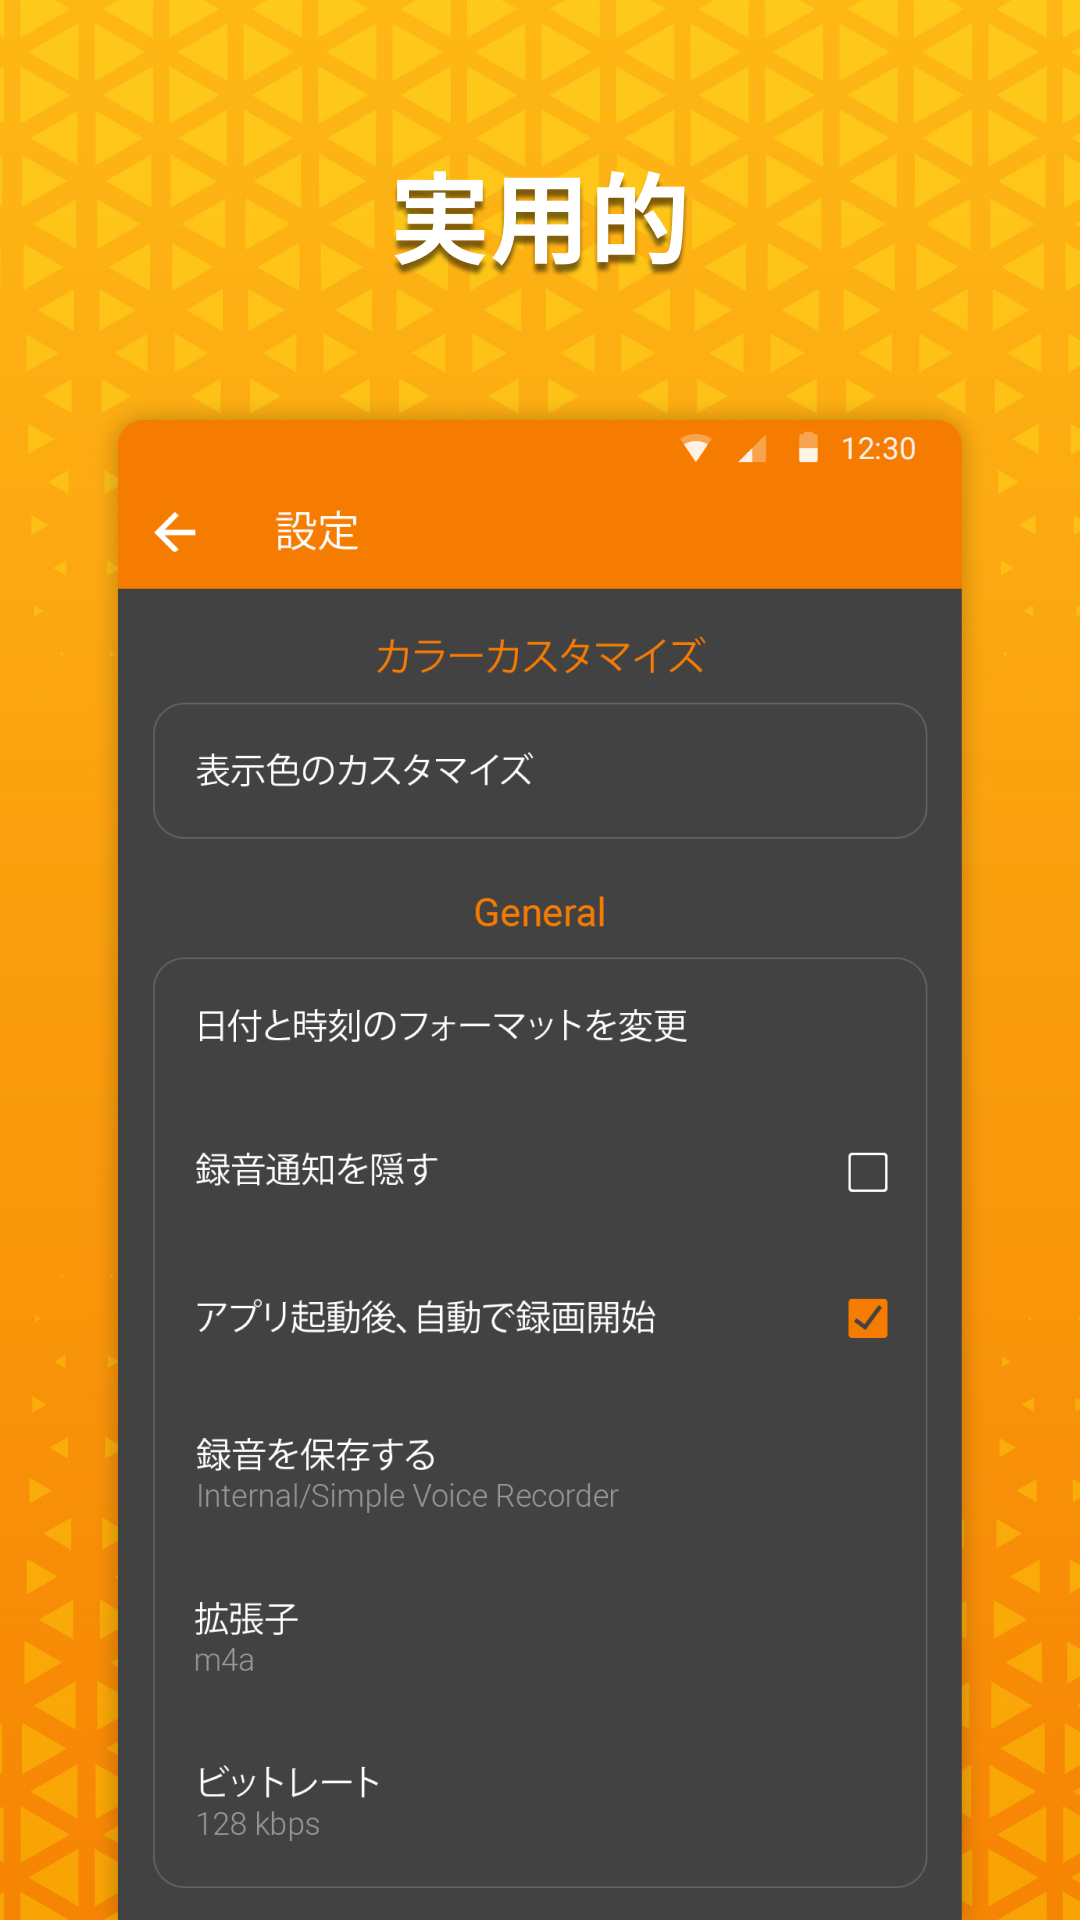 実用的
12:30
設定
カラーカスタマイズ
表示色のカスタマイズ
General
日付と時刻のフォーマットを変更
録音通知を隠す
アプリ起動後、自動で録画開始
録音を保存する
Internal/Simple Voice Recorder
拡張子
m4a
ビットレート
128 kbps